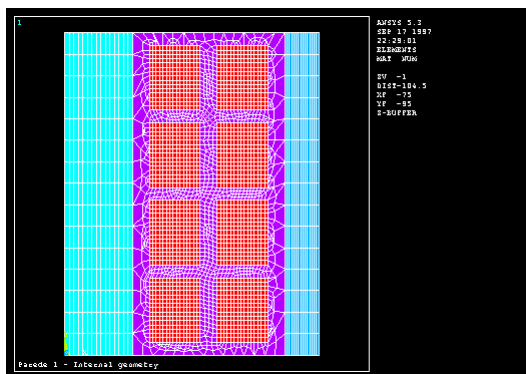 1
ANSYS 5.3
SEP 17 1997
22:29:01
ELEMENTS
MAT NUM
ZV =1
DIST=104.5
XF =75
YF =95
Z-BUFFER
Parede 1 - Internal geometry